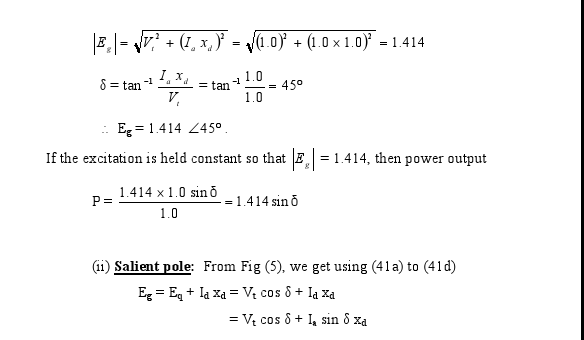 |E_g| = √(V_t² + (I_a x_d)²) = √((1.0)² + (1.0 × 1.0)²) = 1.414
δ = tan⁻¹ (I_a x_d / V_t) = tan⁻¹ (1.0 / 1.0) = 45°
∴ E_g = 1.414 ∠45°.
If the excitation is held constant so that |E_g| = 1.414, then power output
P = (1.414 × 1.0 sin δ) / 1.0 = 1.414 sin δ
(ii) Salient pole: From Fig (5), we get using (41a) to (41d)
E_g = E_q + I_d x_d = V_t cos δ + I_d x_d
= V_t cos δ + I_a sin δ x_d